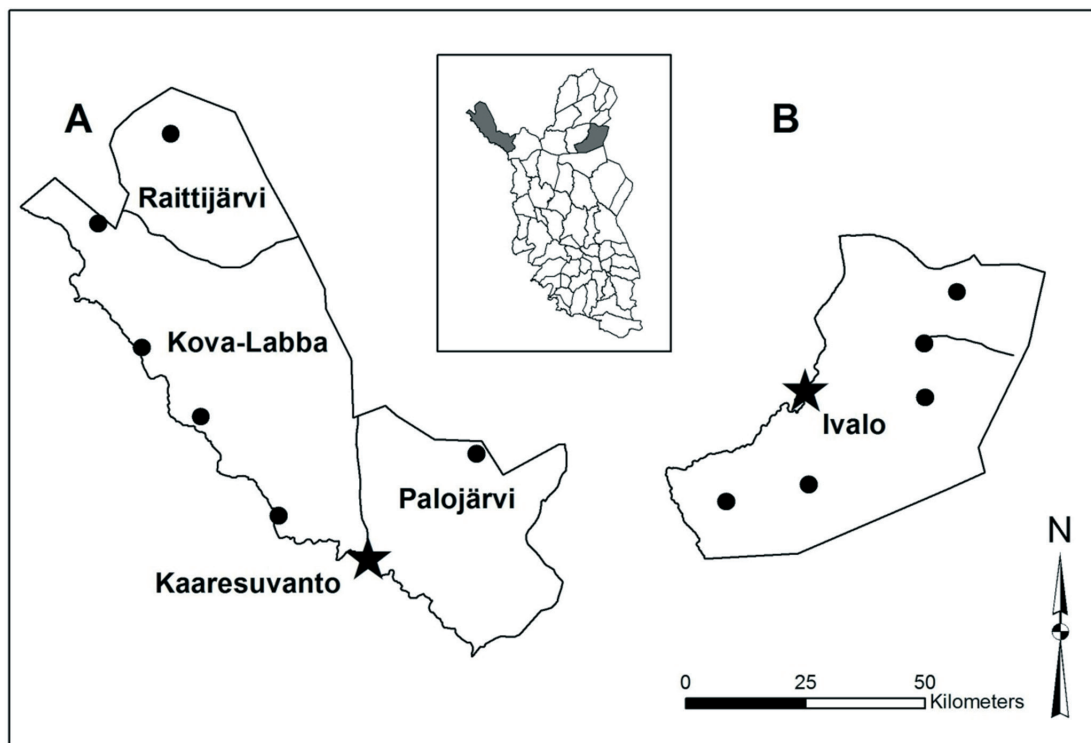 A
B
Raittijärvi
Kova-Labba
Ivalo
Palojärvi
Kaaresuvanto
N
0 25 50
Kilometers